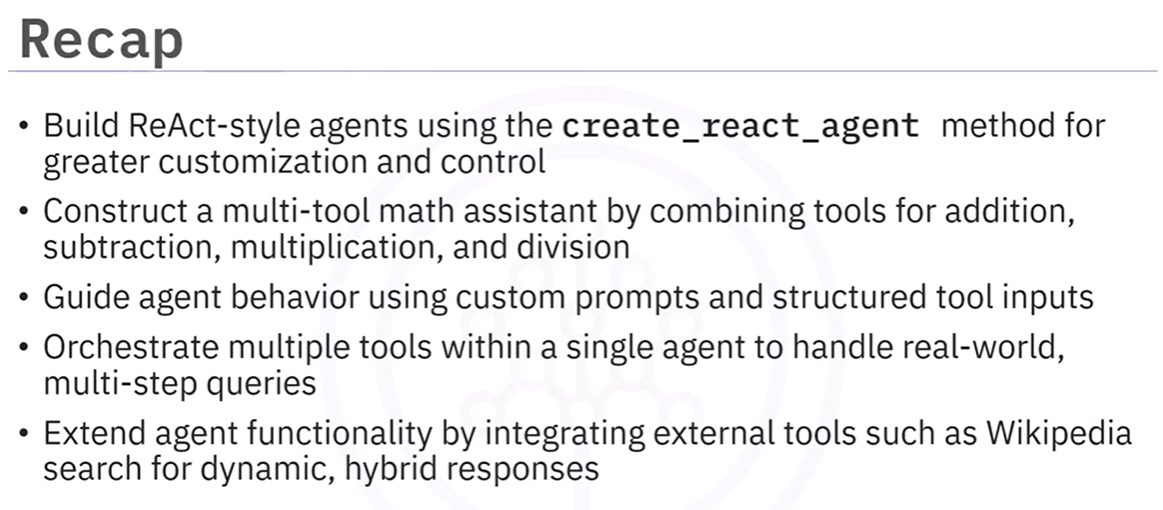 Recap
• Build ReAct-style agents using the create_react_agent method for
greater customization and control
• Construct a multi-tool math assistant by combining tools for addition,
subtraction, multiplication, and division
• Guide agent behavior using custom prompts and structured tool inputs
• Orchestrate multiple tools within a single agent to handle real-world,
multi-step queries
• Extend agent functionality by integrating external tools such as Wikipedia
search for dynamic, hybrid responses